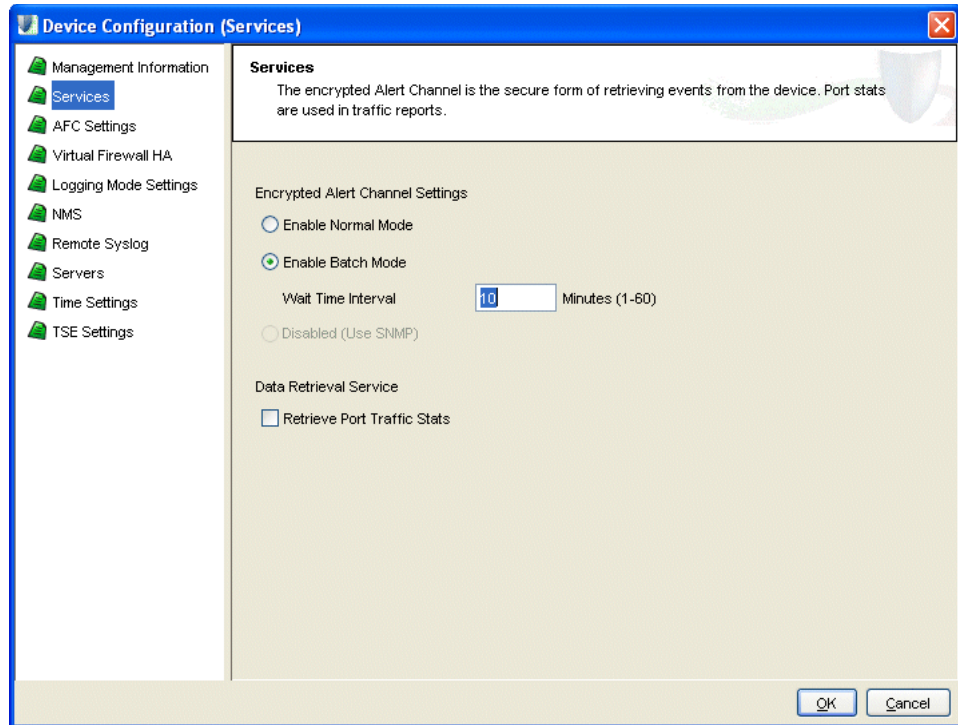 Device Configuration (Services)
Management Information
Services
AFC Settings
Virtual Firewall HA
Logging Mode Settings
NMS
Remote Syslog
Servers
Time Settings
TSE Settings
Services
The encrypted Alert Channel is the secure form of retrieving events from the device. Port stats
are used in traffic reports.
Encrypted Alert Channel Settings
Enable Normal Mode
Enable Batch Mode
Wait Time Interval 10 Minutes (1-60)
Disabled (Use SNMP)
Data Retrieval Service
Retrieve Port Traffic Stats
OK Cancel